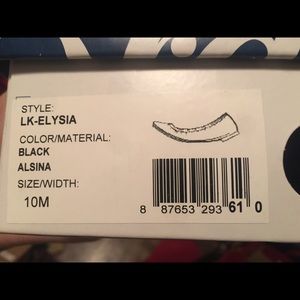 STYLE:
LK-ELYSIA
COLOR/MATERIAL:
BLACK
ALSINA
SIZE/WIDTH:
10M
8 87653 293 61 0